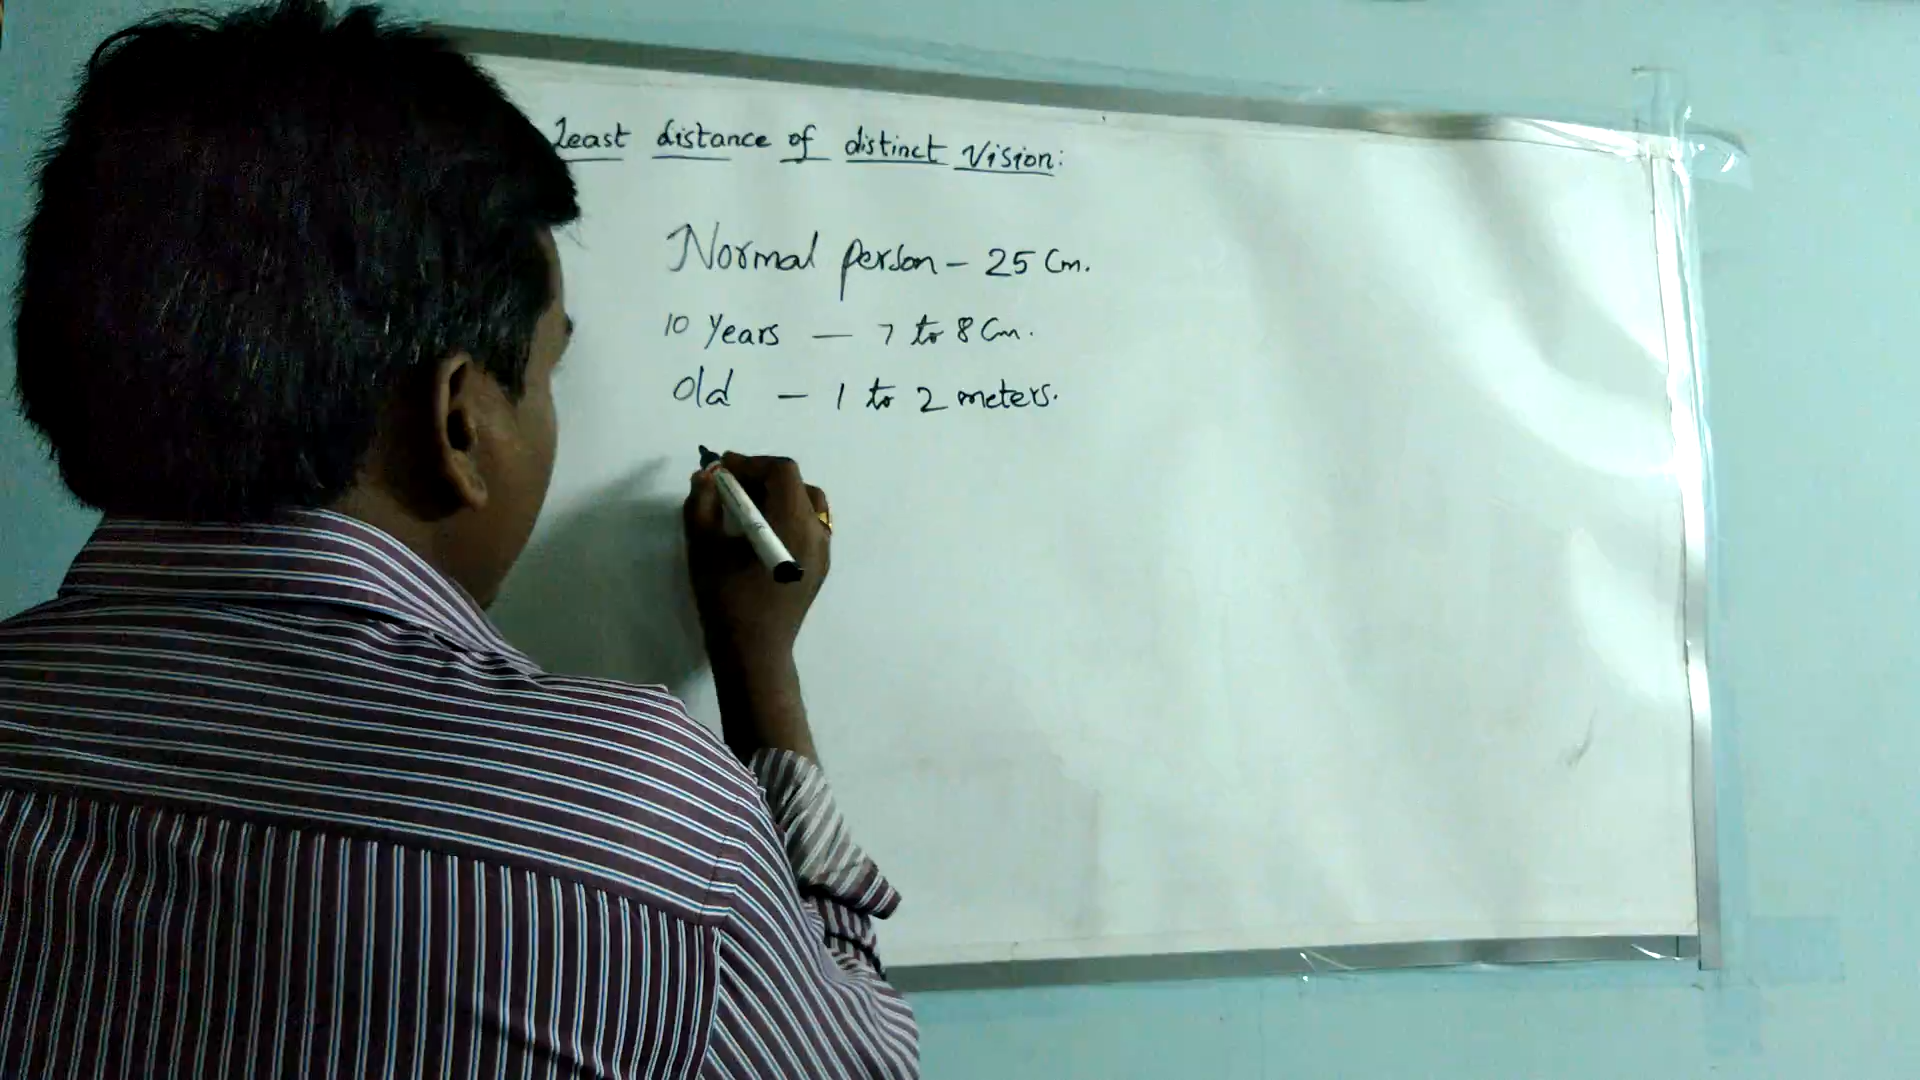 Least distance of distinct Vision:
Normal person - 25 Cm.
10 years — 7 to 8 Cm.
Old — 1 to 2 meters.